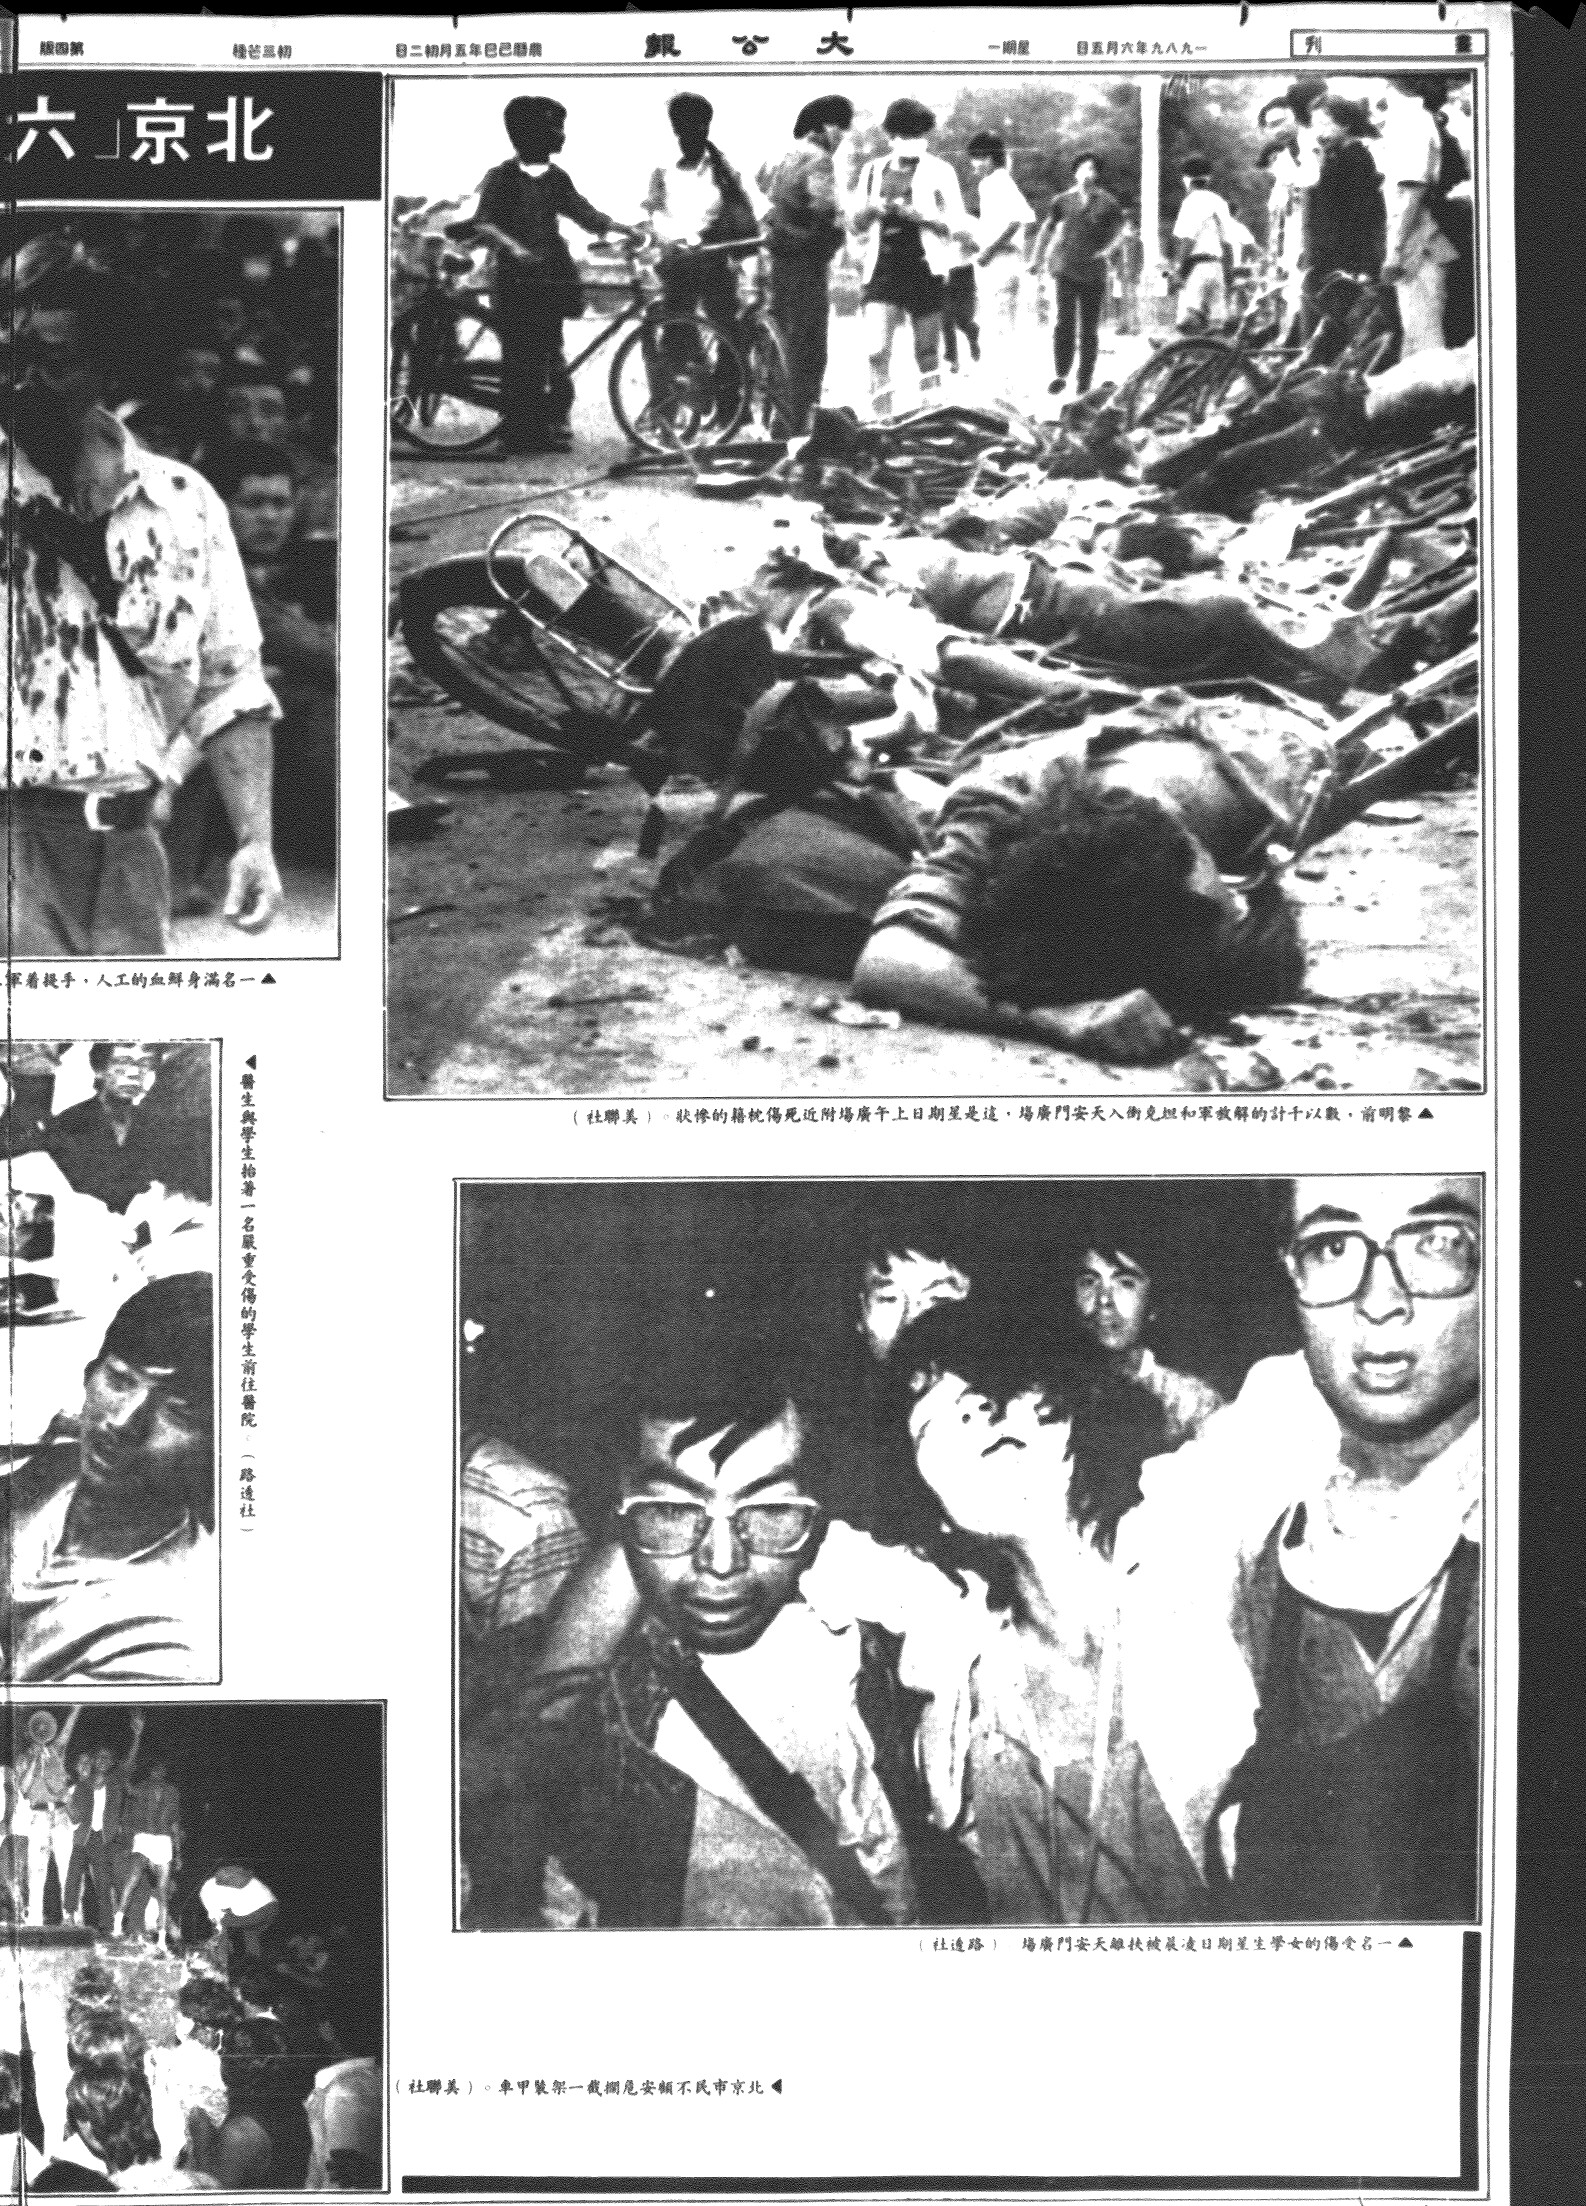 畫刊 一九八九年六月五日 星期一 大公報 農曆己巳年五月初二日 初三芒種 第四版
北京「六
▲黎明前，數以千計的解放軍和坦克衝入天安門廣場，這是星期日上午廣場附近死傷枕籍的慘狀。（美聯社）
▲一名滿身鮮血的工人，手提着軍
◀醫生與學生抬著一名嚴重受傷的學生前往醫院。（路透社）
▲一名受傷的女學生星期日凌晨被扶離天安門廣場 （路透社）
◀北京市民不顧安危攔截一架裝甲車。（美聯社）